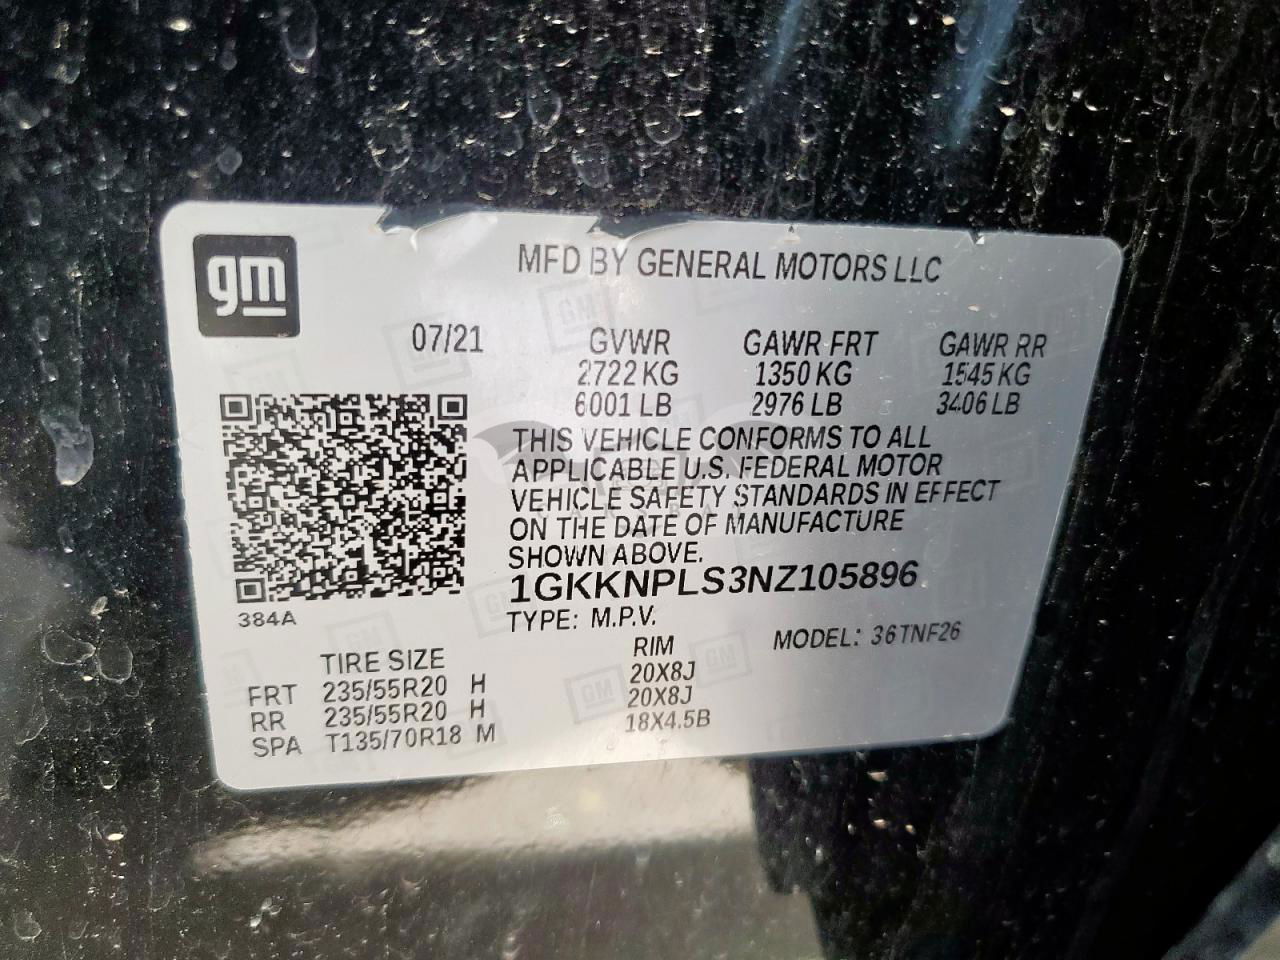 gm
MFD BY GENERAL MOTORS LLC
07/21 GVWR GAWR FRT GAWR RR
2722 KG 1350 KG 1545 KG
6001 LB 2976 LB 3406 LB
THIS VEHICLE CONFORMS TO ALL
APPLICABLE U.S. FEDERAL MOTOR
VEHICLE SAFETY STANDARDS IN EFFECT
ON THE DATE OF MANUFACTURE
SHOWN ABOVE.
1GKKNPLS3NZ105896
384A
TYPE: M.P.V. MODEL: 36TNF26
TIRE SIZE RIM
FRT 235/55R20 H 20X8J
RR 235/55R20 H 20X8J
SPA T135/70R18 M 18X4.5B